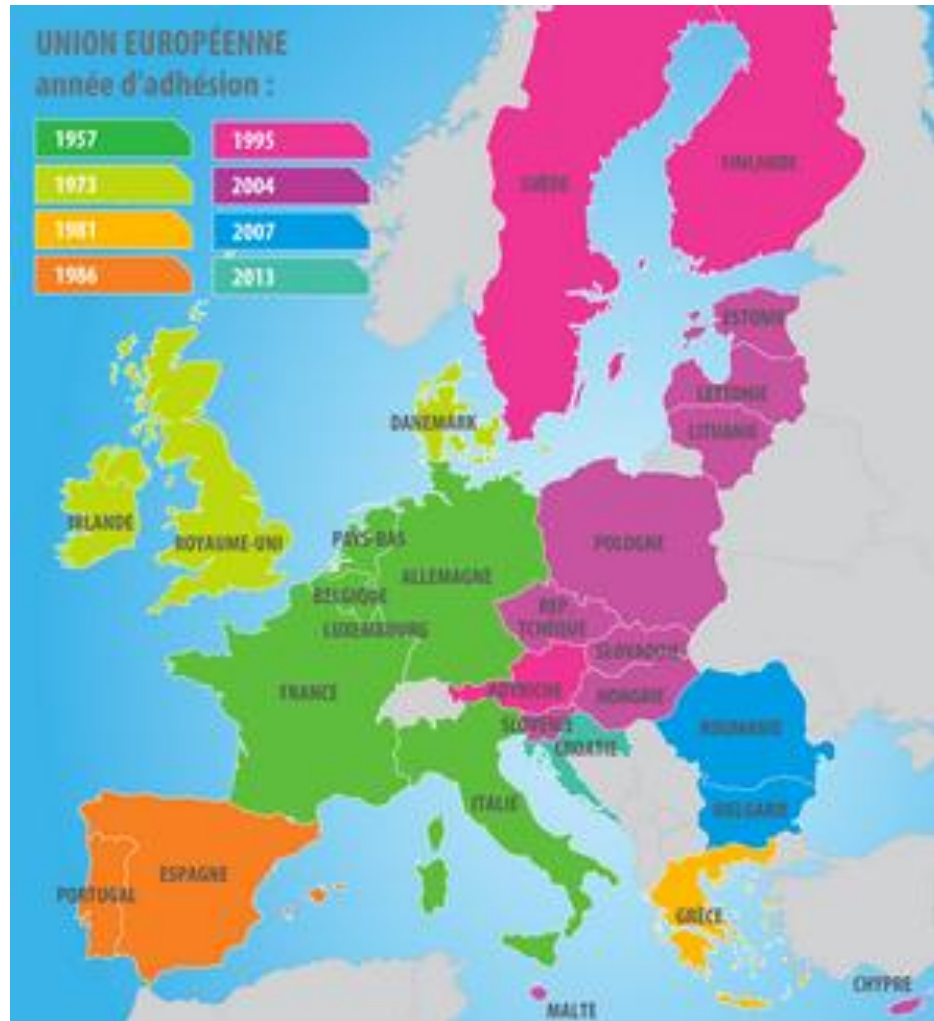 UNION EUROPÉENNE
année d'adhésion :
1957
1995
1973
2004
1981
2007
1986
2013
SUÈDE
FINLANDE
ESTONIE
LETTONIE
LITUANIE
DANEMARK
IRLANDE
ROYAUME-UNI
PAYS-BAS
ALLEMAGNE
POLOGNE
BELGIQUE
LUXEMBOURG
RÉP
TCHÈQUE
SLOVAQUIE
FRANCE
AUTRICHE
HONGRIE
SLOVÉNIE
CROATIE
ROUMANIE
ITALIE
BULGARIE
ESPAGNE
PORTUGAL
GRÈCE
CHYPRE
MALTE